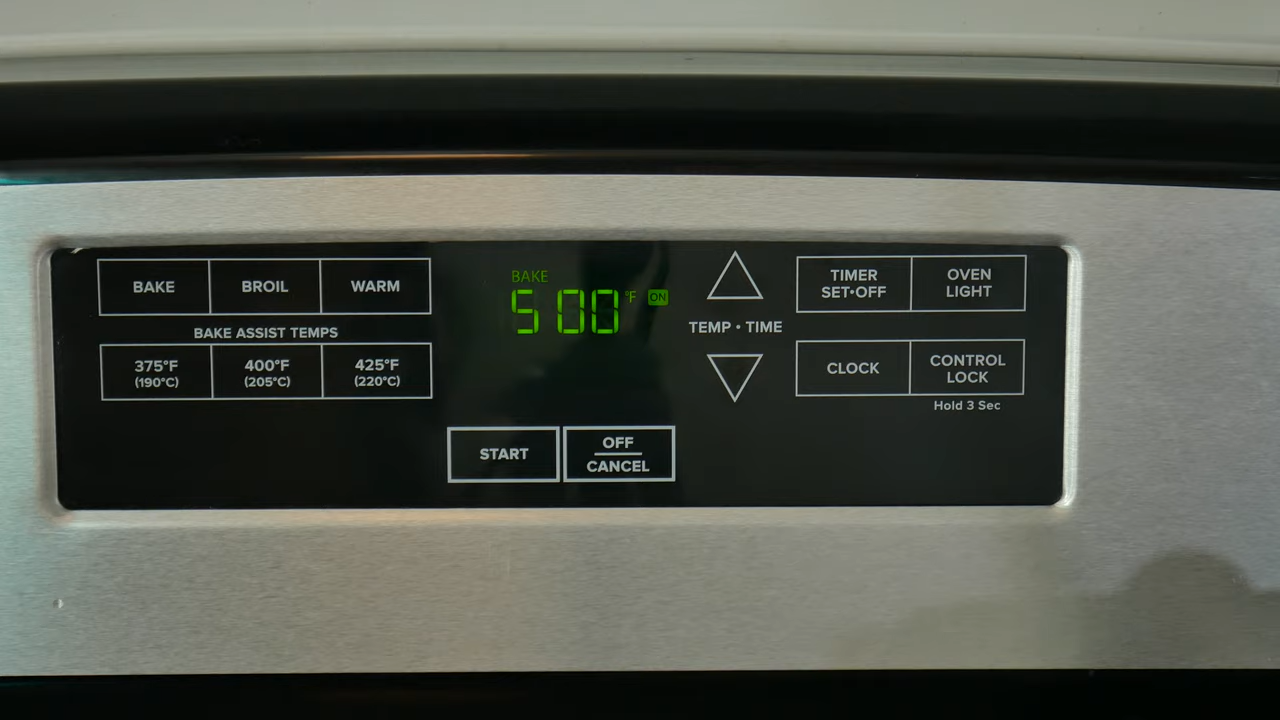 BAKE BROIL WARM
BAKE ASSIST TEMPS
375°F 400°F 425°F
(190°C) (205°C) (220°C)
BAKE
500°F ON
START
OFF
CANCEL
TEMP • TIME
TIMER
SET•OFF
OVEN
LIGHT
CLOCK
CONTROL
LOCK
Hold 3 Sec